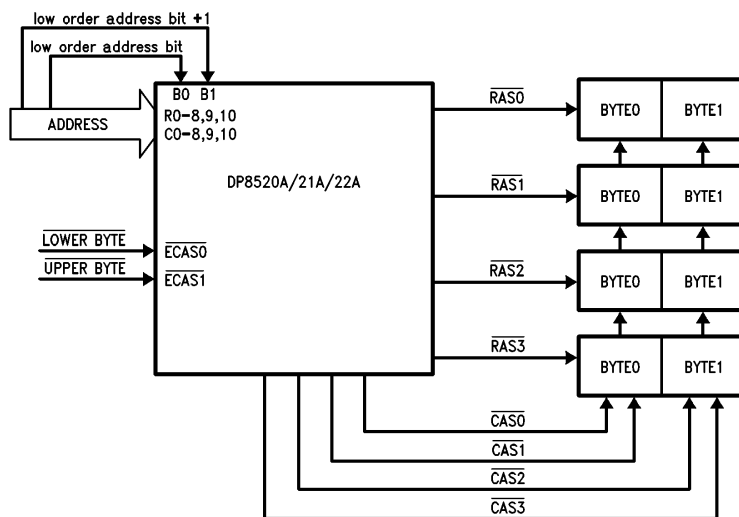 low order address bit +1
low order address bit
B0 B1
ADDRESS
R0-8,9,10
C0-8,9,10
DP8520A/21A/22A
LOWER BYTE
ECAS0
UPPER BYTE
ECAS1
RAS0
BYTE0 BYTE1
RAS1
BYTE0 BYTE1
RAS2
BYTE0 BYTE1
RAS3
BYTE0 BYTE1
CAS0
CAS1
CAS2
CAS3